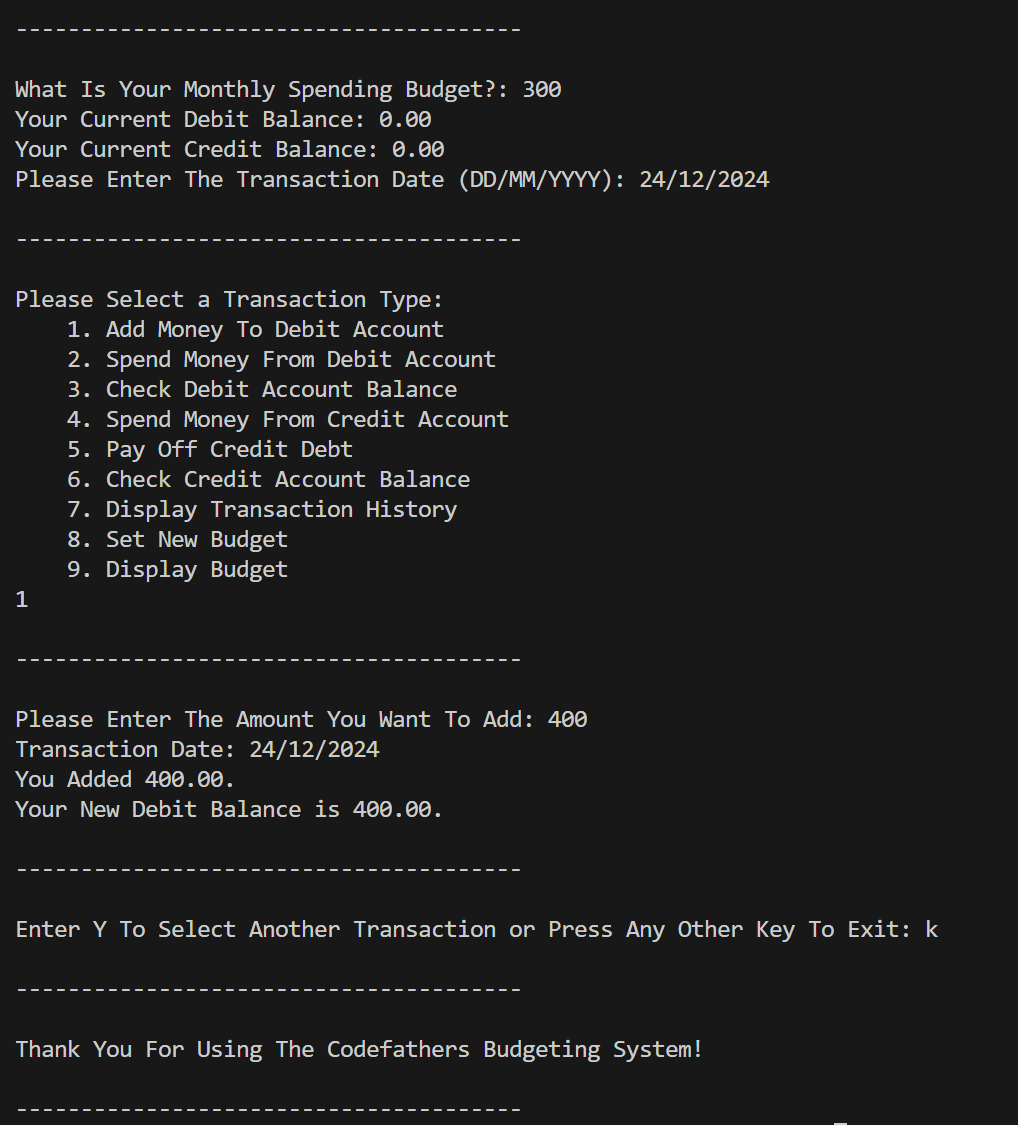 ---------------------------------------
What Is Your Monthly Spending Budget?: 300
Your Current Debit Balance: 0.00
Your Current Credit Balance: 0.00
Please Enter The Transaction Date (DD/MM/YYYY): 24/12/2024
---------------------------------------
Please Select a Transaction Type:
    1. Add Money To Debit Account
    2. Spend Money From Debit Account
    3. Check Debit Account Balance
    4. Spend Money From Credit Account
    5. Pay Off Credit Debt
    6. Check Credit Account Balance
    7. Display Transaction History
    8. Set New Budget
    9. Display Budget
1
---------------------------------------
Please Enter The Amount You Want To Add: 400
Transaction Date: 24/12/2024
You Added 400.00.
Your New Debit Balance is 400.00.
---------------------------------------
Enter Y To Select Another Transaction or Press Any Other Key To Exit: k
---------------------------------------
Thank You For Using The Codefathers Budgeting System!
---------------------------------------